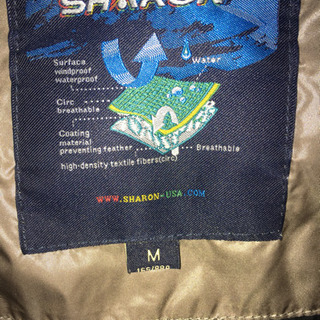 SHARON
Surface
windproof
waterproof
Water
Circ
breathable
Coating
material
preventing feather
Breathable
high-density textile fibers(circ)
WWW.SHARON-USA.COM
M